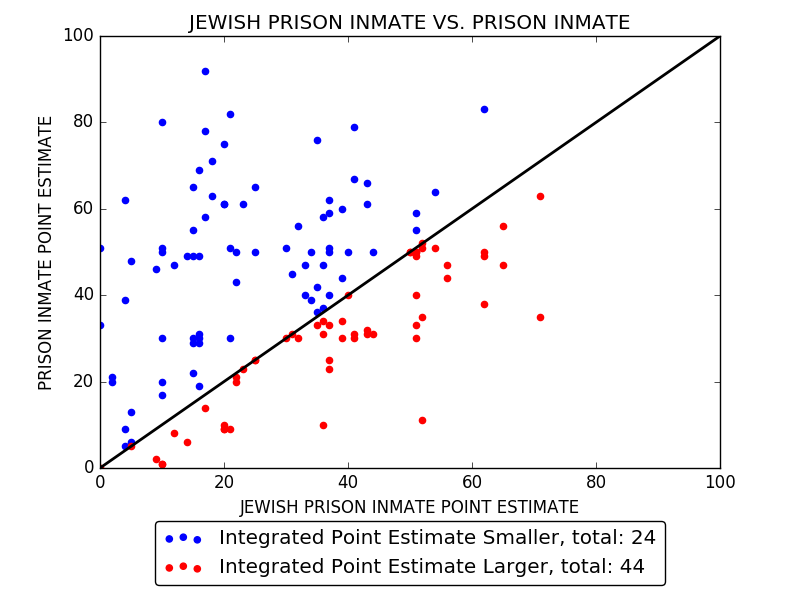 JEWISH PRISON INMATE VS. PRISON INMATE
100
80
60
40
20
0
PRISON INMATE POINT ESTIMATE
0 20 40 60 80 100
JEWISH PRISON INMATE POINT ESTIMATE
Integrated Point Estimate Smaller, total: 24
Integrated Point Estimate Larger, total: 44